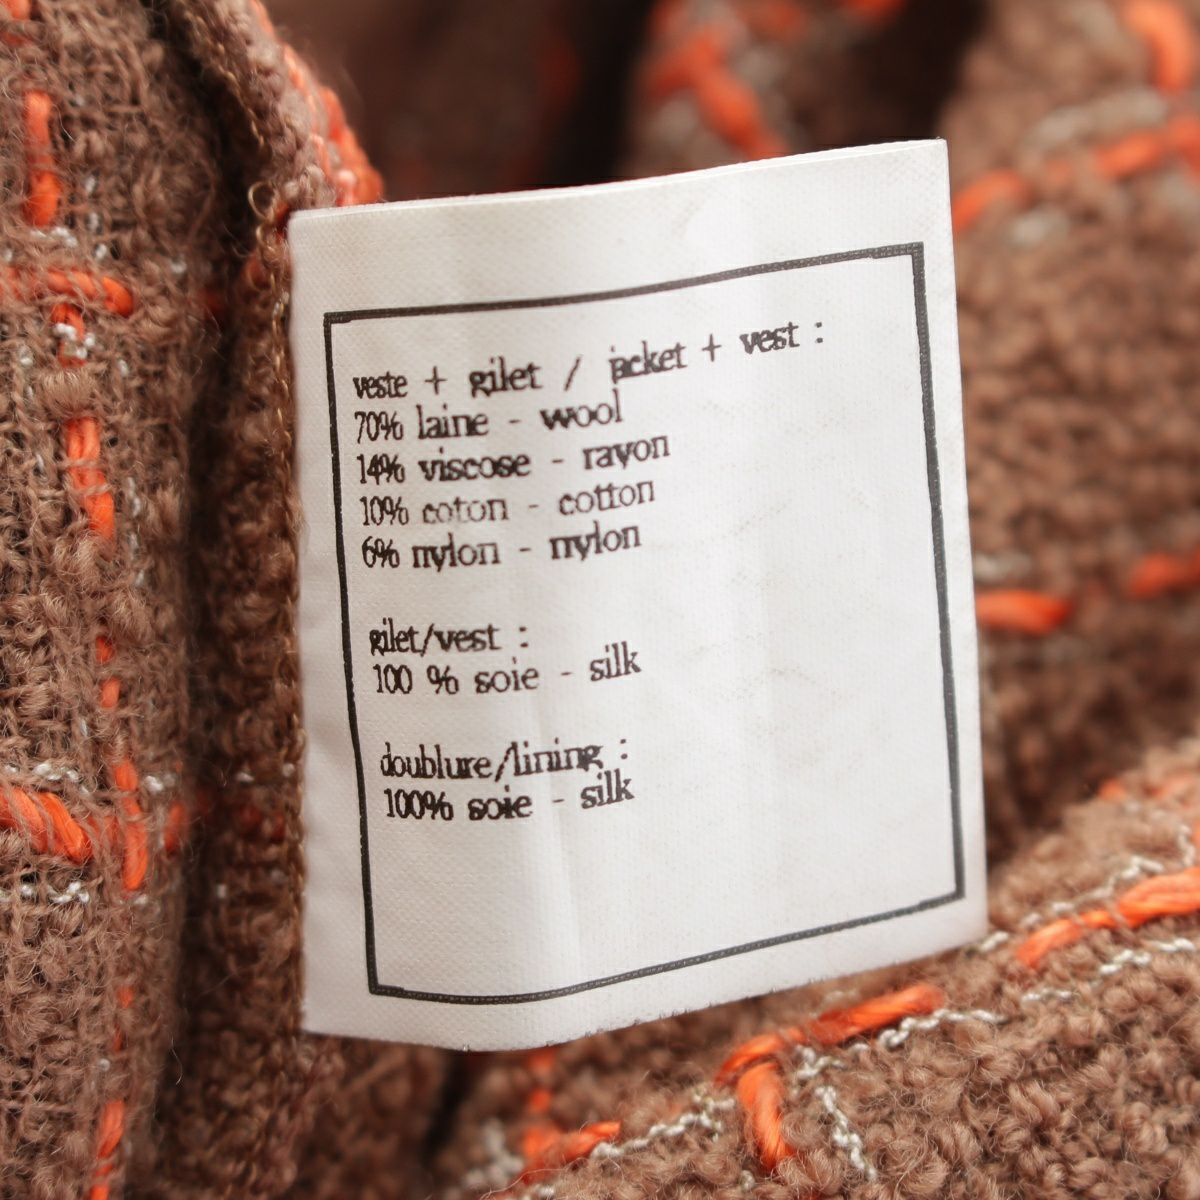 veste + gilet / jacket + vest :
70% laine - wool
14% viscose - rayon
10% coton - cotton
6% nylon - nylon
gilet/vest :
100 % soie - silk
doublure/lining :
100% soie - silk